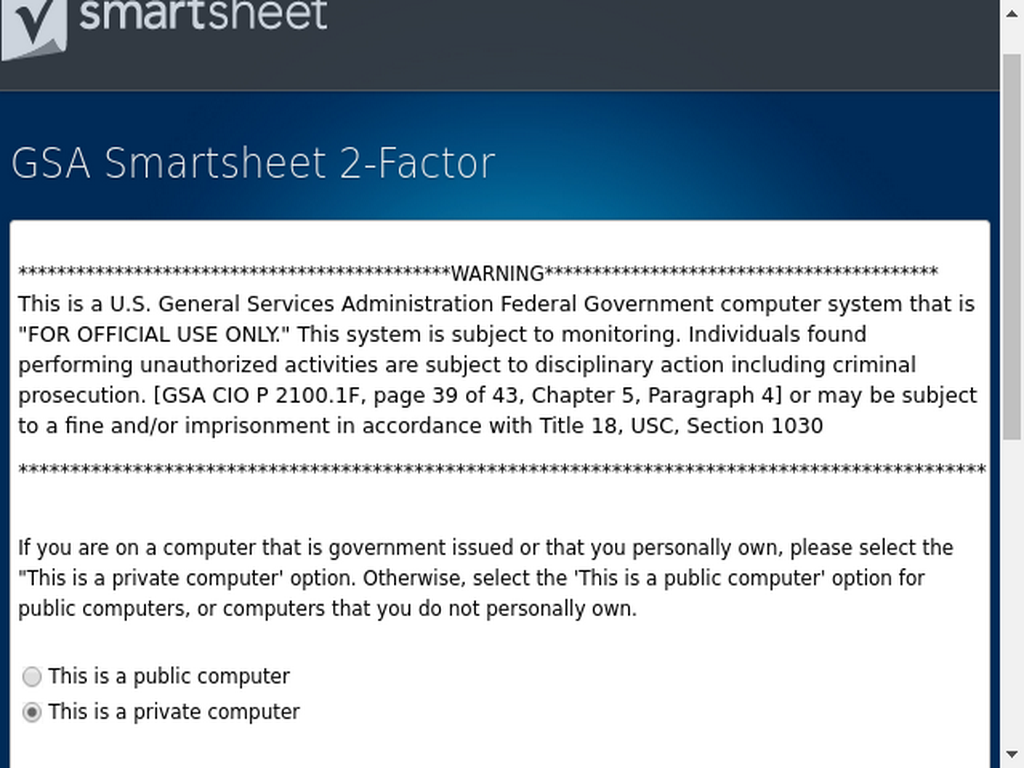 smartsheet
GSA Smartsheet 2-Factor
*********************************************WARNING*****************************************
This is a U.S. General Services Administration Federal Government computer system that is
"FOR OFFICIAL USE ONLY." This system is subject to monitoring. Individuals found
performing unauthorized activities are subject to disciplinary action including criminal
prosecution. [GSA CIO P 2100.1F, page 39 of 43, Chapter 5, Paragraph 4] or may be subject
to a fine and/or imprisonment in accordance with Title 18, USC, Section 1030
*****************************************************************************************************
If you are on a computer that is government issued or that you personally own, please select the
"This is a private computer' option. Otherwise, select the 'This is a public computer' option for
public computers, or computers that you do not personally own.
This is a public computer
This is a private computer